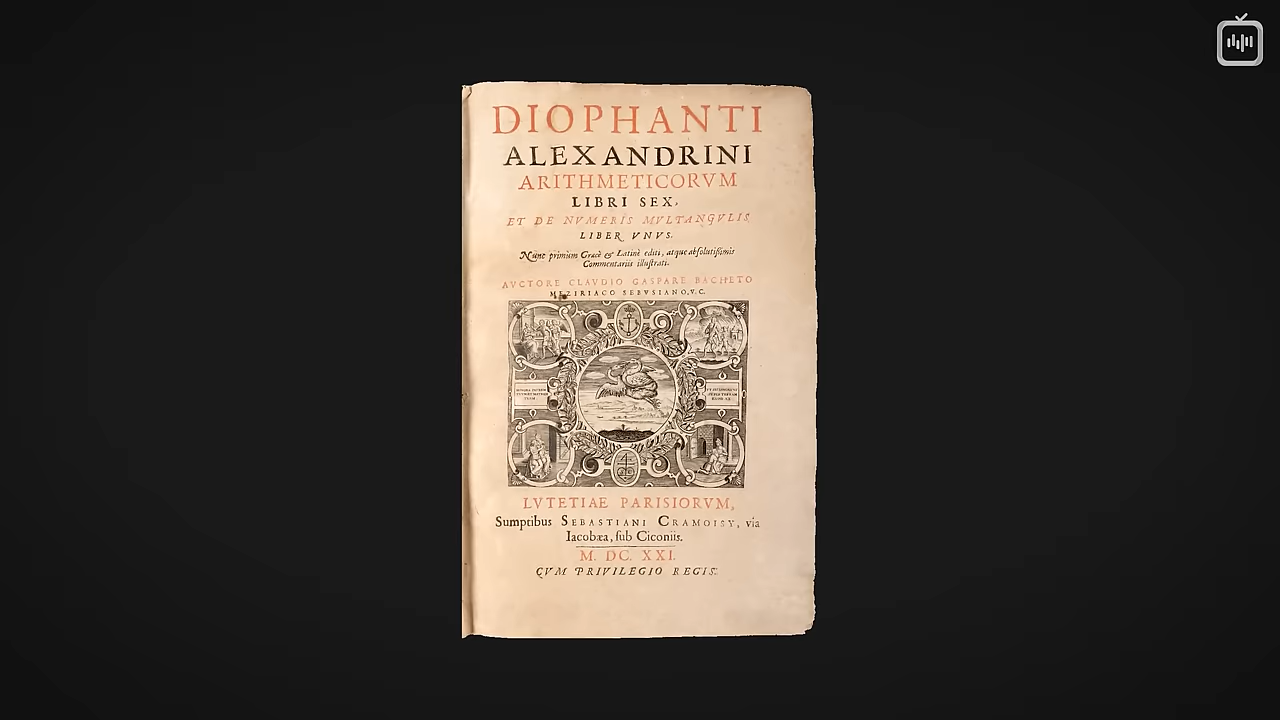 DIOPHANTI
ALEXANDRINI
ARITHMETICORVM
LIBRI SEX,
ET DE NVMERIS MVLTANGVLIS
LIBER VNVS.
Nunc primùm Græcè & Latinè editi, atque absolutissimis
Commentariis illustrati.
AVCTORE CLAVDIO GASPARE BACHETO
MEZIRIACO SEBVSIANO, V.C.
LVTETIAE PARISIORVM,
Sumptibus SEBASTIANI CRAMOISY, via
Iacobæa, sub Ciconiis.
M. DC. XXI.
CVM PRIVILEGIO REGIS.